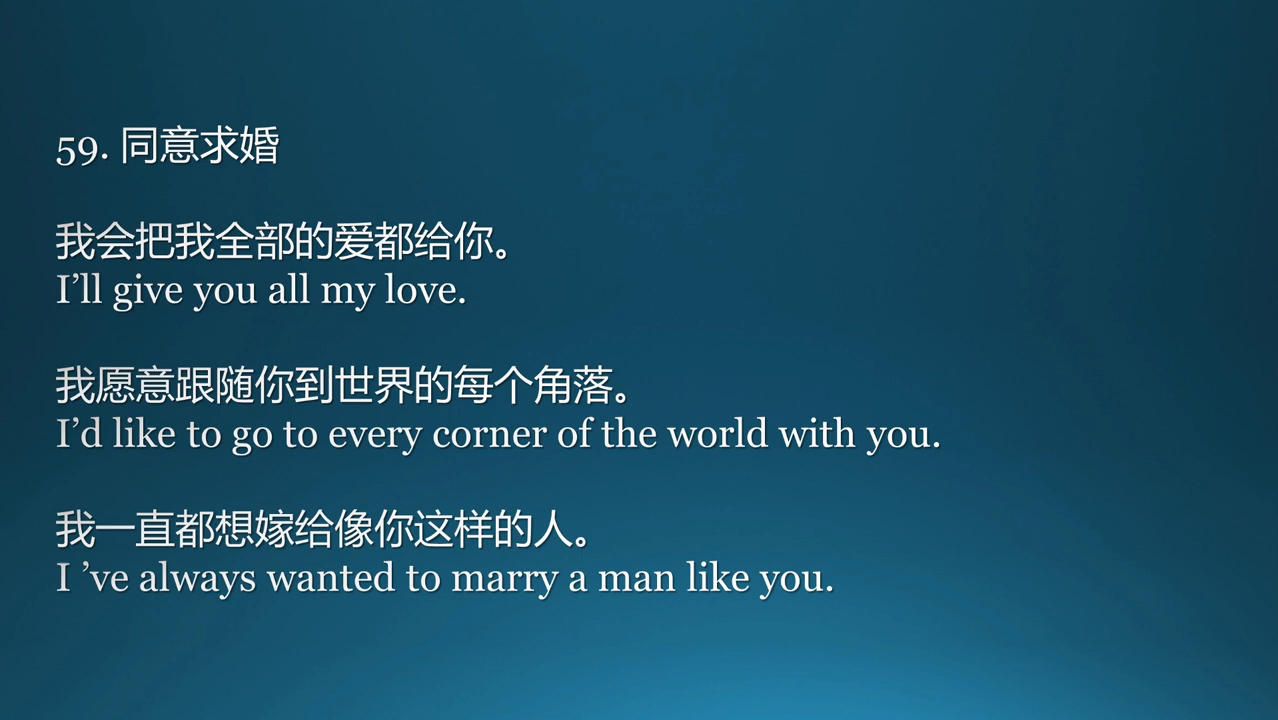 59. 同意求婚
我会把我全部的爱都给你。
I’ll give you all my love.
我愿意跟随你到世界的每个角落。
I’d like to go to every corner of the world with you.
我一直都想嫁给像你这样的人。
I ’ve always wanted to marry a man like you.